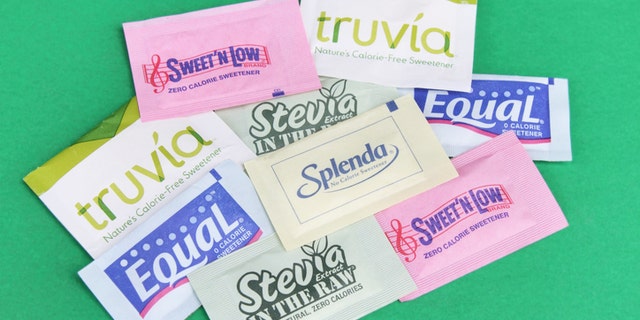 SWEET'N LOW
BRAND
ZERO CALORIE SWEETENER
truvía
Nature's Calorie-Free Sweetener
Stevia
Extract
IN THE RAW
EQUAL
0 CALORIE
SWEETENER
truvía
Nature's Calorie-Free Sweetener
Splenda
No Calorie Sweetener
SWEET'N LOW
BRAND
ZERO CALORIE SWEETENER
EQUAL
0 CALORIE
SWEETENER
Stevia
Extract
IN THE RAW
NATURAL ZERO CALORIES